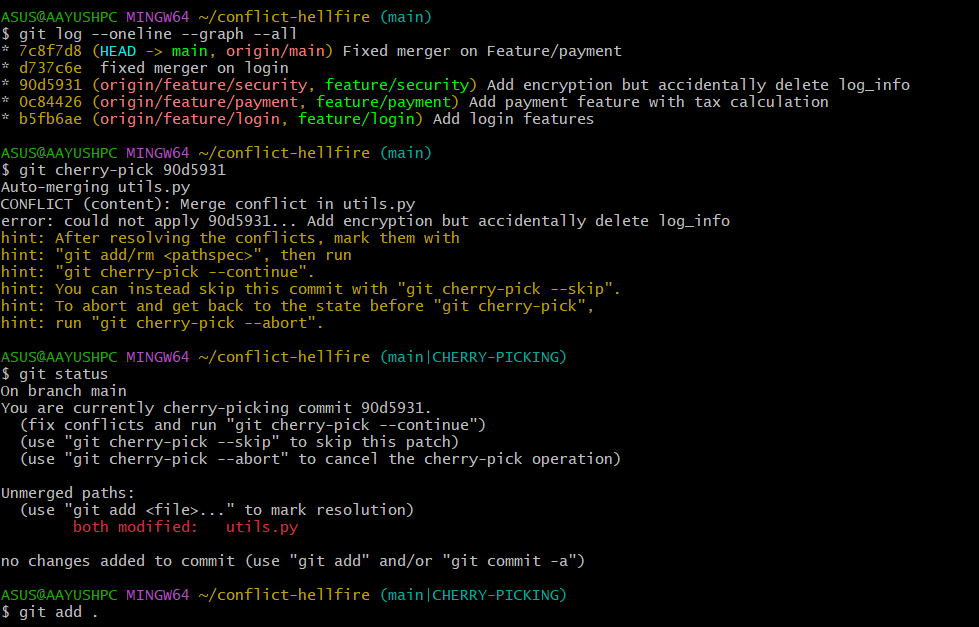 ASUS@AAYUSHPC MINGW64 ~/conflict-hellfire (main)
$ git log --oneline --graph --all
* 7c8f7d8 (HEAD -> main, origin/main) Fixed merger on Feature/payment
* d737c6e  fixed merger on login
* 90d5931 (origin/feature/security, feature/security) Add encryption but accidentally delete log_info
* 0c84426 (origin/feature/payment, feature/payment) Add payment feature with tax calculation
* b5fb6ae (origin/feature/login, feature/login) Add login features

ASUS@AAYUSHPC MINGW64 ~/conflict-hellfire (main)
$ git cherry-pick 90d5931
Auto-merging utils.py
CONFLICT (content): Merge conflict in utils.py
error: could not apply 90d5931... Add encryption but accidentally delete log_info
hint: After resolving the conflicts, mark them with
hint: "git add/rm <pathspec>", then run
hint: "git cherry-pick --continue".
hint: You can instead skip this commit with "git cherry-pick --skip".
hint: To abort and get back to the state before "git cherry-pick",
hint: run "git cherry-pick --abort".

ASUS@AAYUSHPC MINGW64 ~/conflict-hellfire (main|CHERRY-PICKING)
$ git status
On branch main
You are currently cherry-picking commit 90d5931.
  (fix conflicts and run "git cherry-pick --continue")
  (use "git cherry-pick --skip" to skip this patch)
  (use "git cherry-pick --abort" to cancel the cherry-pick operation)

Unmerged paths:
  (use "git add <file>..." to mark resolution)
        both modified:   utils.py

no changes added to commit (use "git add" and/or "git commit -a")

ASUS@AAYUSHPC MINGW64 ~/conflict-hellfire (main|CHERRY-PICKING)
$ git add .